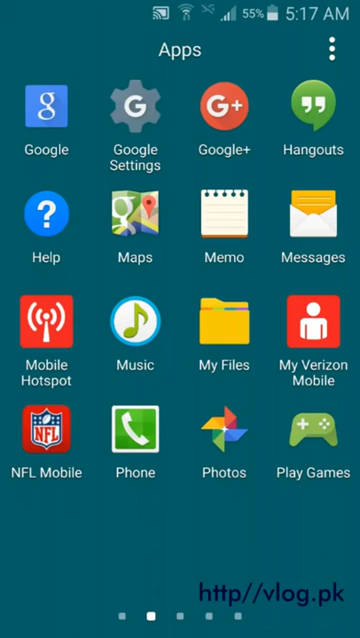 55% 5:17 AM
Apps
g G G+
Google Google Settings Google+ Hangouts
? g
Help Maps Memo Messages
Mobile Hotspot Music My Files My Verizon Mobile
NFL
NFL Mobile Phone Photos Play Games
http//vlog.pk